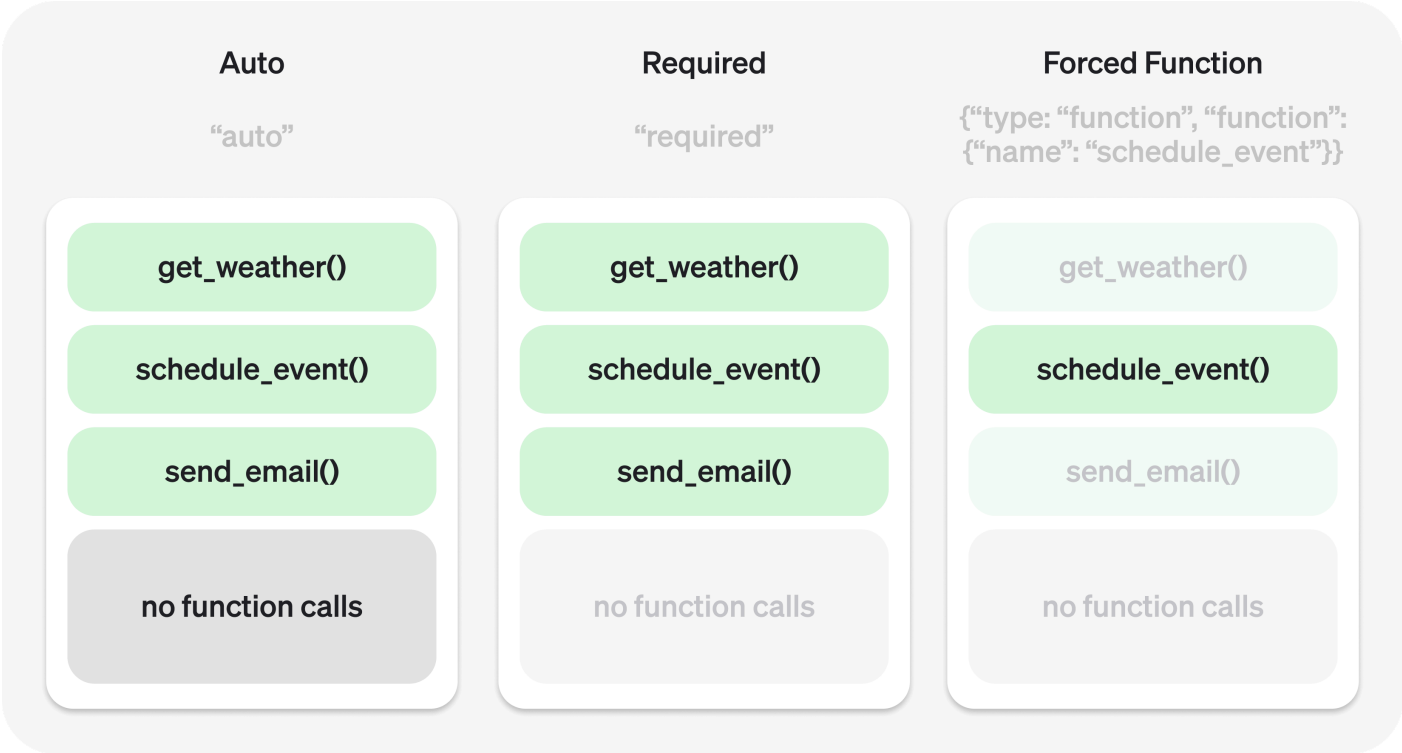 Auto
“auto”
get_weather()
schedule_event()
send_email()
no function calls
Required
“required”
get_weather()
schedule_event()
send_email()
no function calls
Forced Function
{“type: “function”, “function”:
{“name”: “schedule_event”}}
get_weather()
schedule_event()
send_email()
no function calls